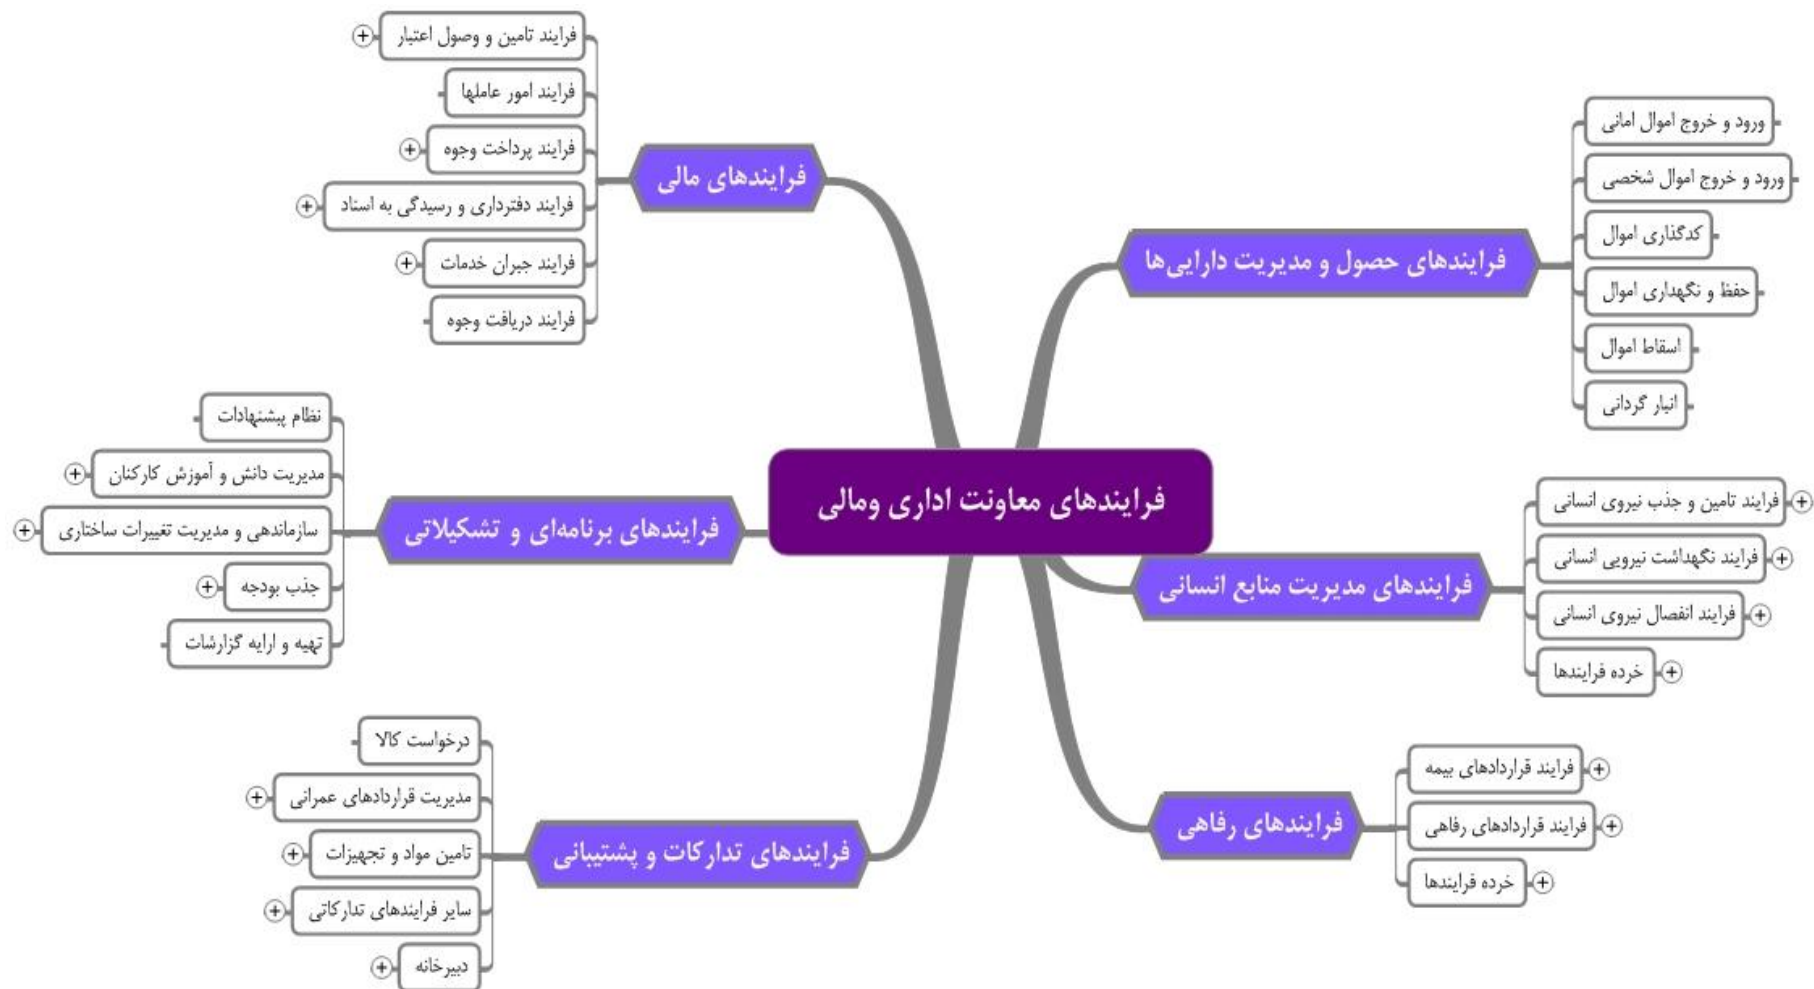 فرایندهای معاونت اداری ومالی
فرایندهای حصول و مدیریت دارایی‌ها
ورود و خروج اموال امانی
ورود و خروج اموال شخصی
کدگذاری اموال
حفظ و نگهداری اموال
اسقاط اموال
انبار گردانی
فرایندهای مدیریت منابع انسانی
فرایند تامین و جذب نیروی انسانی
فرایند نگهداشت نیرویی انسانی
فرایند انفصال نیروی انسانی
خرده فرایندها
فرایندهای رفاهی
فرایند قراردادهای بیمه
فرایند قراردادهای رفاهی
خرده فرایندها
فرایندهای مالی
فرایند تامین و وصول اعتبار
فرایند امور عاملها
فرایند پرداخت وجوه
فرایند دفترداری و رسیدگی به اسناد
فرایند جبران خدمات
فرایند دریافت وجوه
فرایندهای برنامه‌ای و تشکیلاتی
نظام پیشنهادات
مدیریت دانش و آموزش کارکنان
سازماندهی و مدیریت تغییرات ساختاری
جذب بودجه
تهیه و ارایه گزارشات
فرایندهای تدارکات و پشتیبانی
درخواست کالا
مدیریت قراردادهای عمرانی
تامین مواد و تجهیزات
سایر فرایندهای تدارکاتی
دبیرخانه